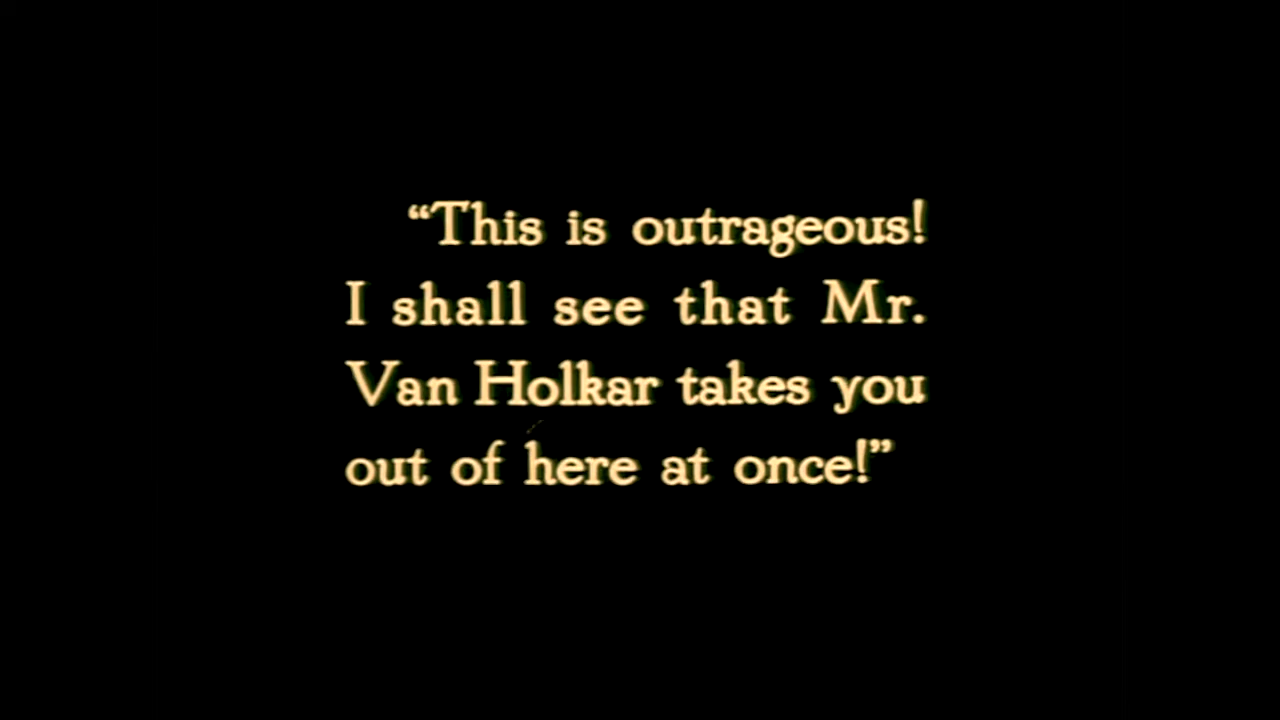 “This is outrageous!
I shall see that Mr.
Van Holkar takes you
out of here at once!”